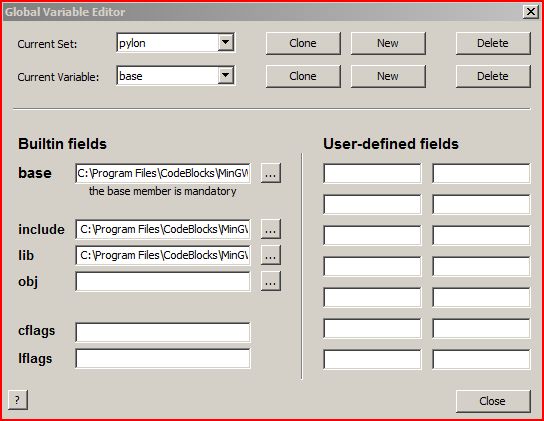 Global Variable Editor
Current Set: pylon Clone New Delete
Current Variable: base Clone New Delete
Builtin fields User-defined fields
base C:\Program Files\CodeBlocks\MinGW ...
the base member is mandatory
include C:\Program Files\CodeBlocks\MinGW ...
lib C:\Program Files\CodeBlocks\MinGW ...
obj ...
cflags
lflags
? Close